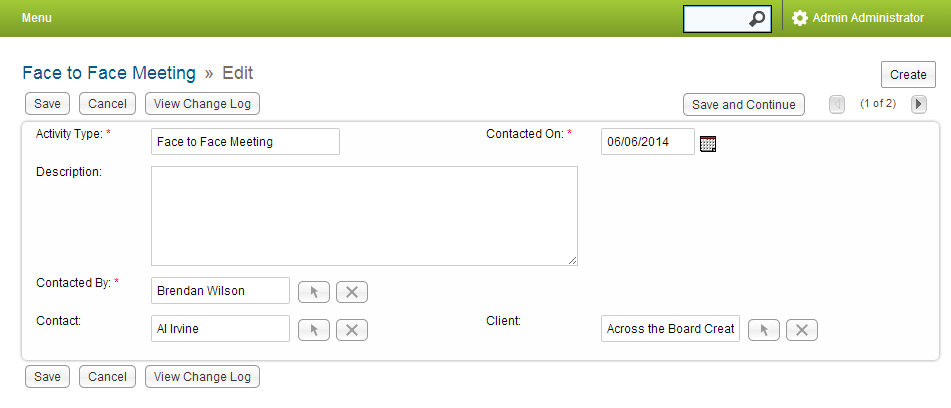 Menu Admin Administrator
Face to Face Meeting » Edit
Create
Save Cancel View Change Log Save and Continue (1 of 2)
Activity Type: * Face to Face Meeting Contacted On: * 06/06/2014
Description:
Contacted By: * Brendan Wilson
Contact: Al Irvine Client: Across the Board Creat
Save Cancel View Change Log